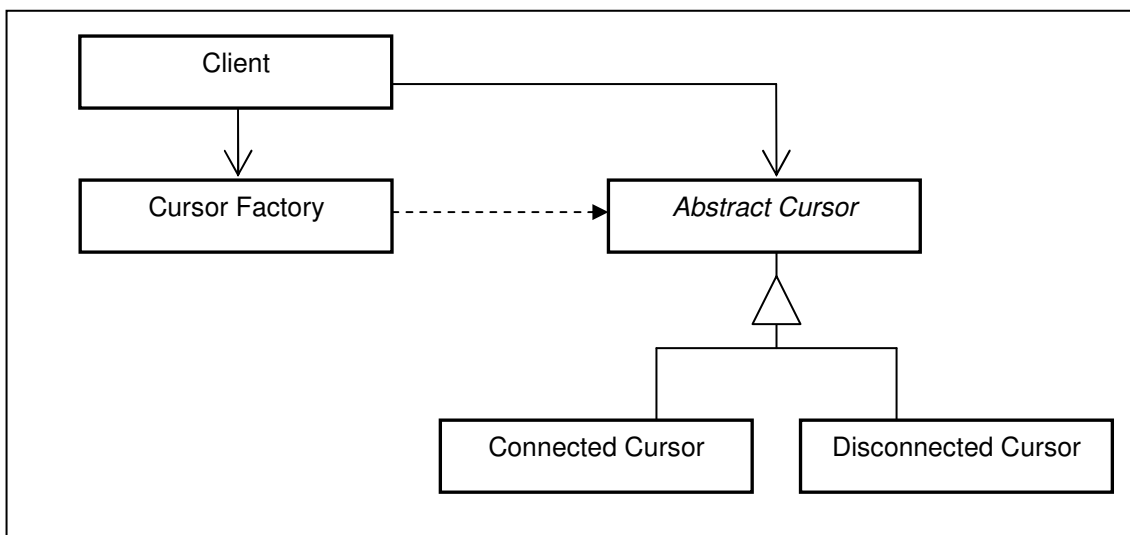 Client
Cursor Factory
Abstract Cursor
Connected Cursor
Disconnected Cursor